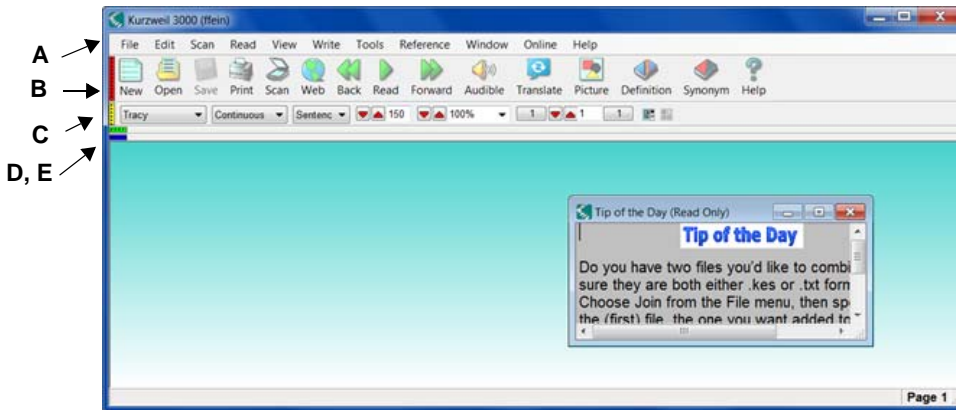 Kurzweil 3000 (ffein)
A
File Edit Scan Read View Write Tools Reference Window Online Help
B
New Open Save Print Scan Web Back Read Forward Audible Translate Picture Definition Synonym Help
C
Tracy Continuous Sentenc 150 100% 1 1 1
D, E
Tip of the Day (Read Only)
Tip of the Day
Do you have two files you'd like to combi
sure they are both either .kes or .txt form
Choose Join from the File menu, then sp
the (first) file, the one you want added to
Page 1